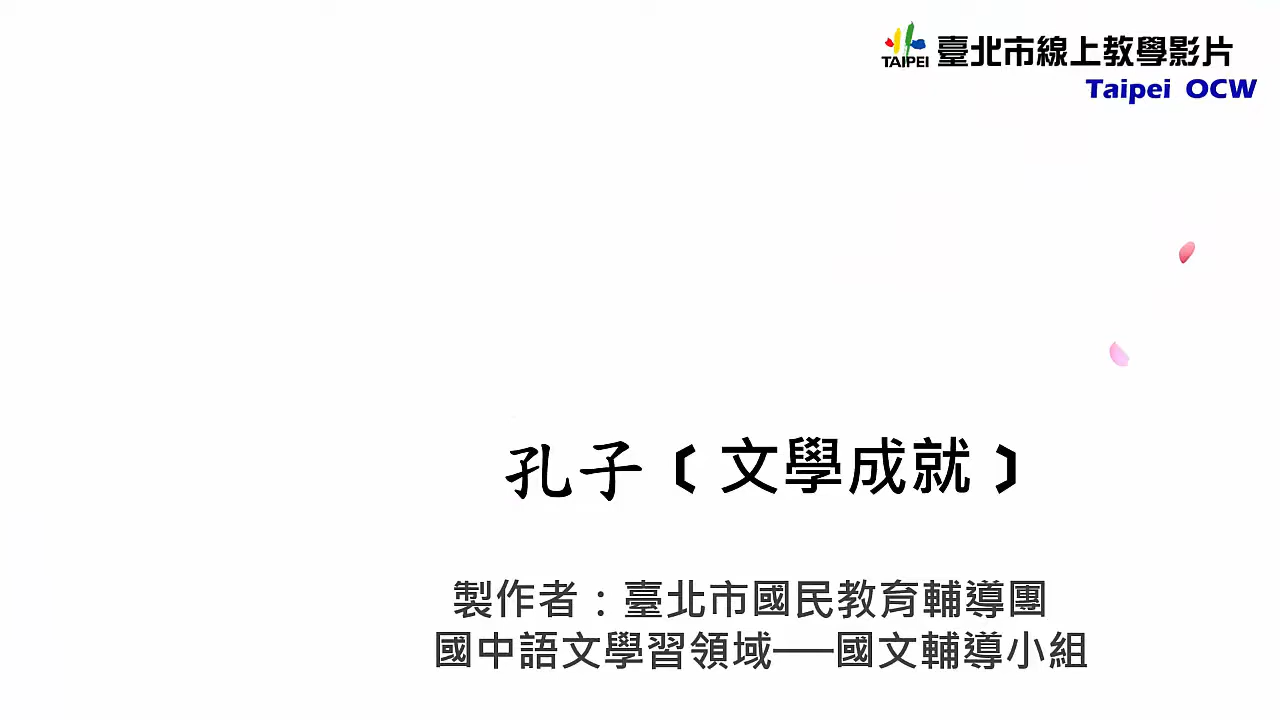 TAIPEI 臺北市線上教學影片
Taipei OCW
孔子﹝文學成就﹞
製作者：臺北市國民教育輔導團
國中語文學習領域──國文輔導小組